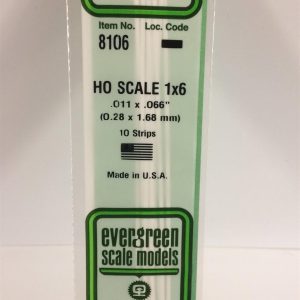 Item No. Loc. Code
8106
HO SCALE 1x6
.011 x .066"
(0.28 x 1.68 mm)
10 Strips
Made in U.S.A.
evergreen
scale models